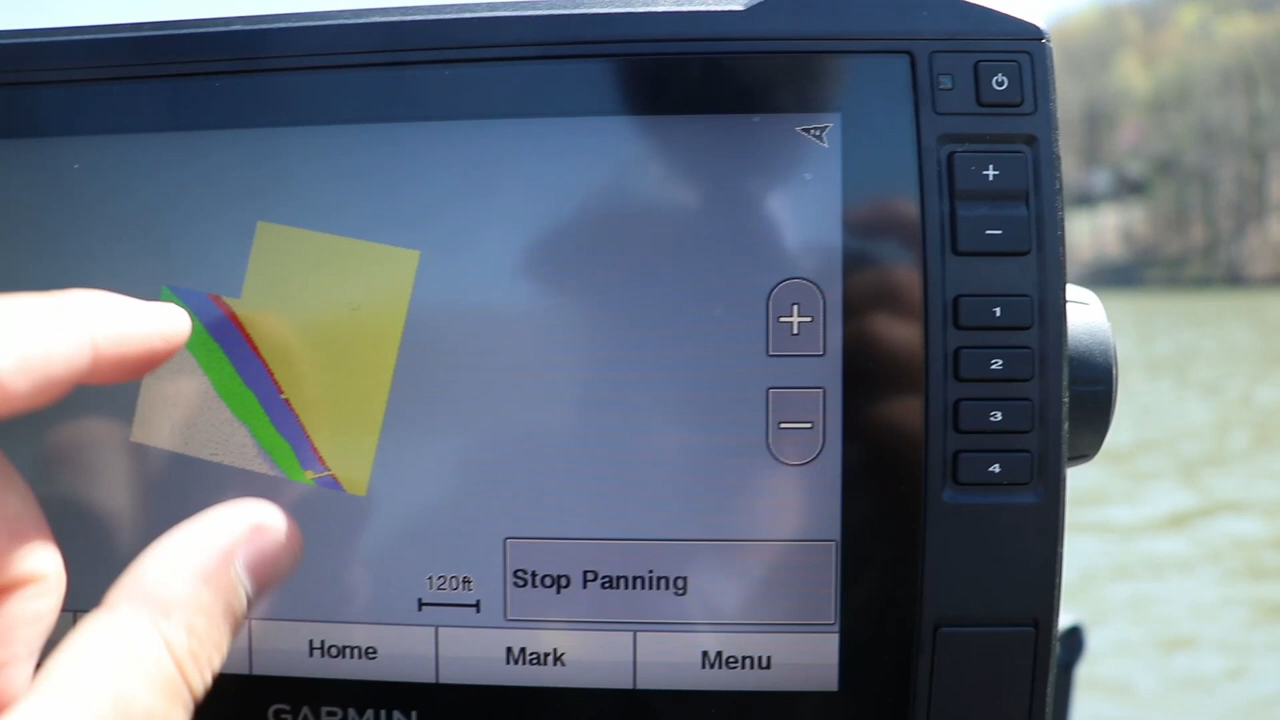 +
−
1
2
3
4
+
−
120ft
Stop Panning
Home
Mark
Menu
GARMIN